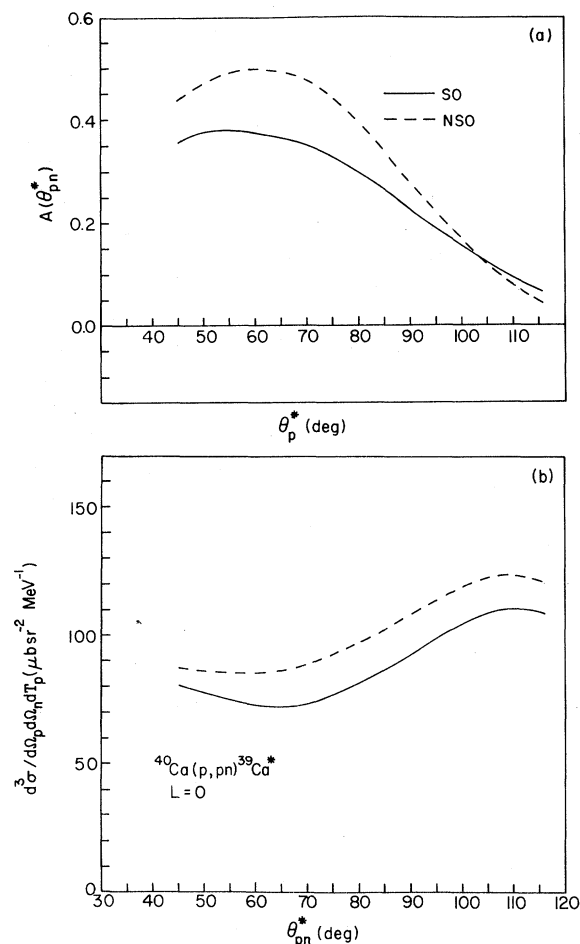 0.6
(a)
SO
NSO
0.4
A(θ*pn)
0.2
0.0
40 50 60 70 80 90 100 110
θ*p (deg)
(b)
150
100
50
0
d³σ/dΩpdΩndTp(μb sr⁻² MeV⁻¹)
⁴⁰Ca(p,pn)³⁹Ca*
L=0
30 40 50 60 70 80 90 100 110 120
θ*pn (deg)